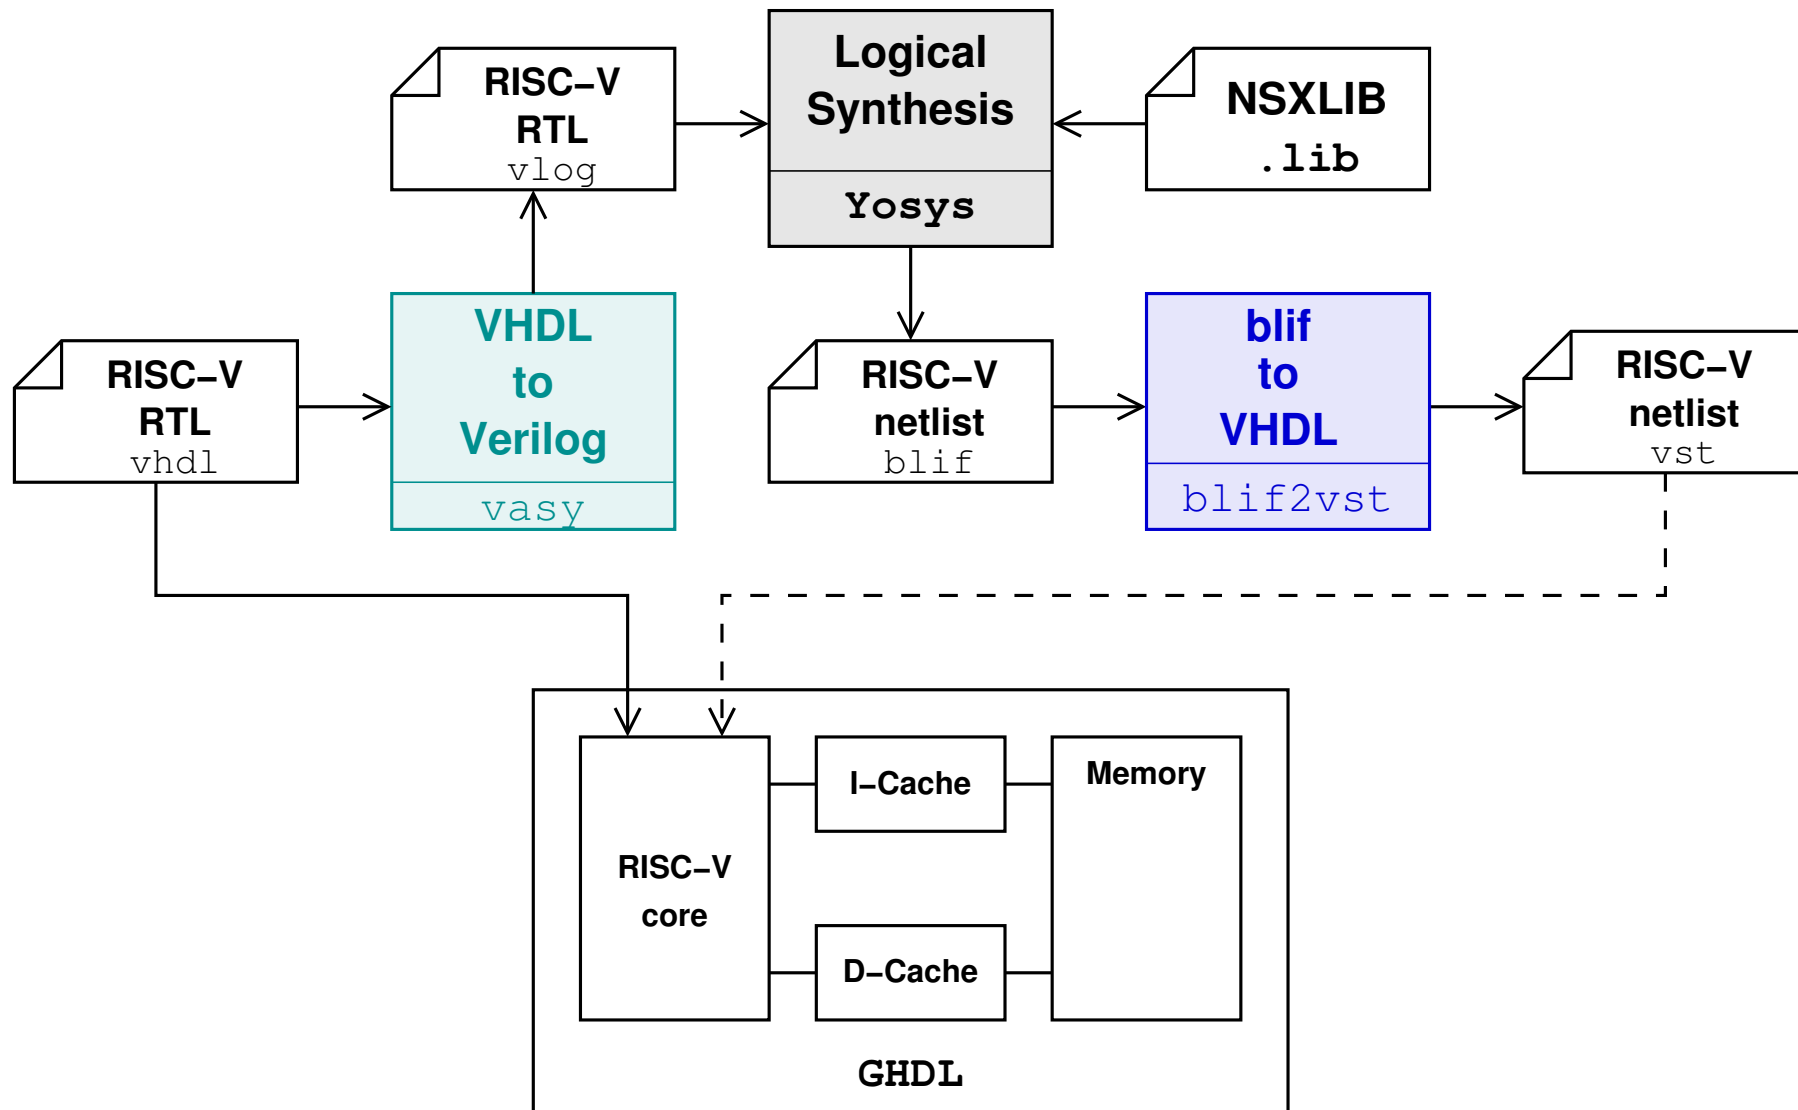 RISC–V
RTL
vlog
Logical
Synthesis
Yosys
NSXLIB
.lib
RISC–V
RTL
vhdl
VHDL
to
Verilog
vasy
RISC–V
netlist
blif
blif
to
VHDL
blif2vst
RISC–V
netlist
vst
RISC–V
core
I–Cache
D–Cache
Memory
GHDL